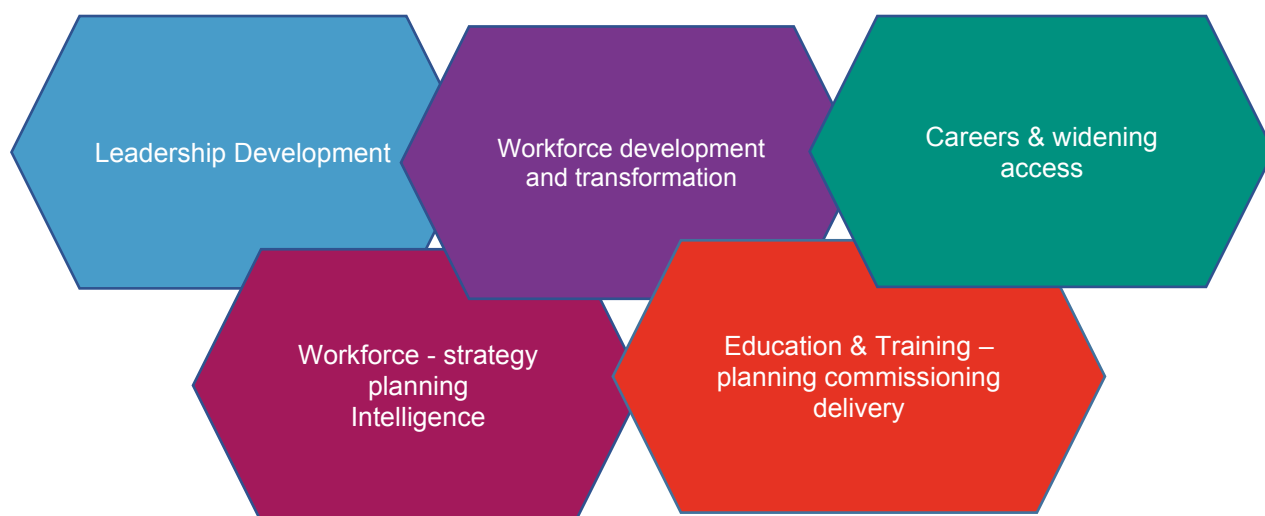 Leadership Development
Workforce development
and transformation
Careers & widening
access
Workforce - strategy
planning
Intelligence
Education & Training –
planning commissioning
delivery